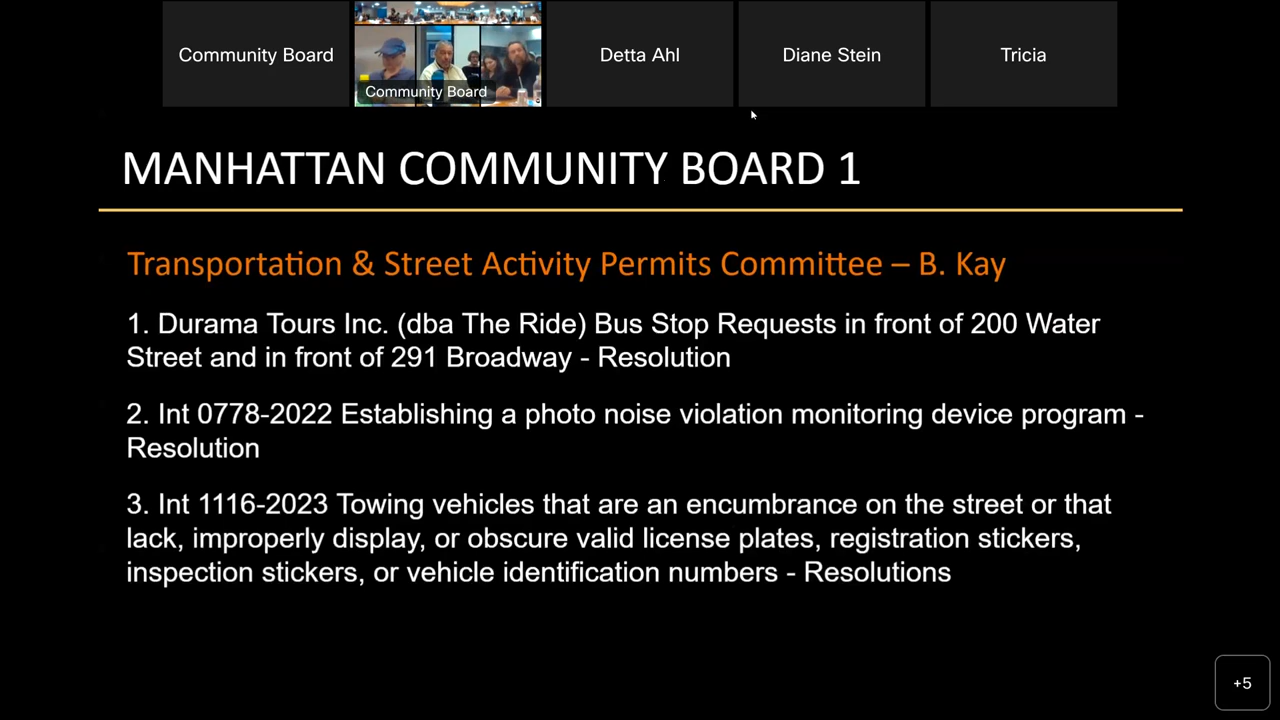 Community Board
Community Board
Detta Ahl
Diane Stein
Tricia
MANHATTAN COMMUNITY BOARD 1
Transportation & Street Activity Permits Committee – B. Kay
1. Durama Tours Inc. (dba The Ride) Bus Stop Requests in front of 200 Water
Street and in front of 291 Broadway - Resolution
2. Int 0778-2022 Establishing a photo noise violation monitoring device program -
Resolution
3. Int 1116-2023 Towing vehicles that are an encumbrance on the street or that
lack, improperly display, or obscure valid license plates, registration stickers,
inspection stickers, or vehicle identification numbers - Resolutions
+5